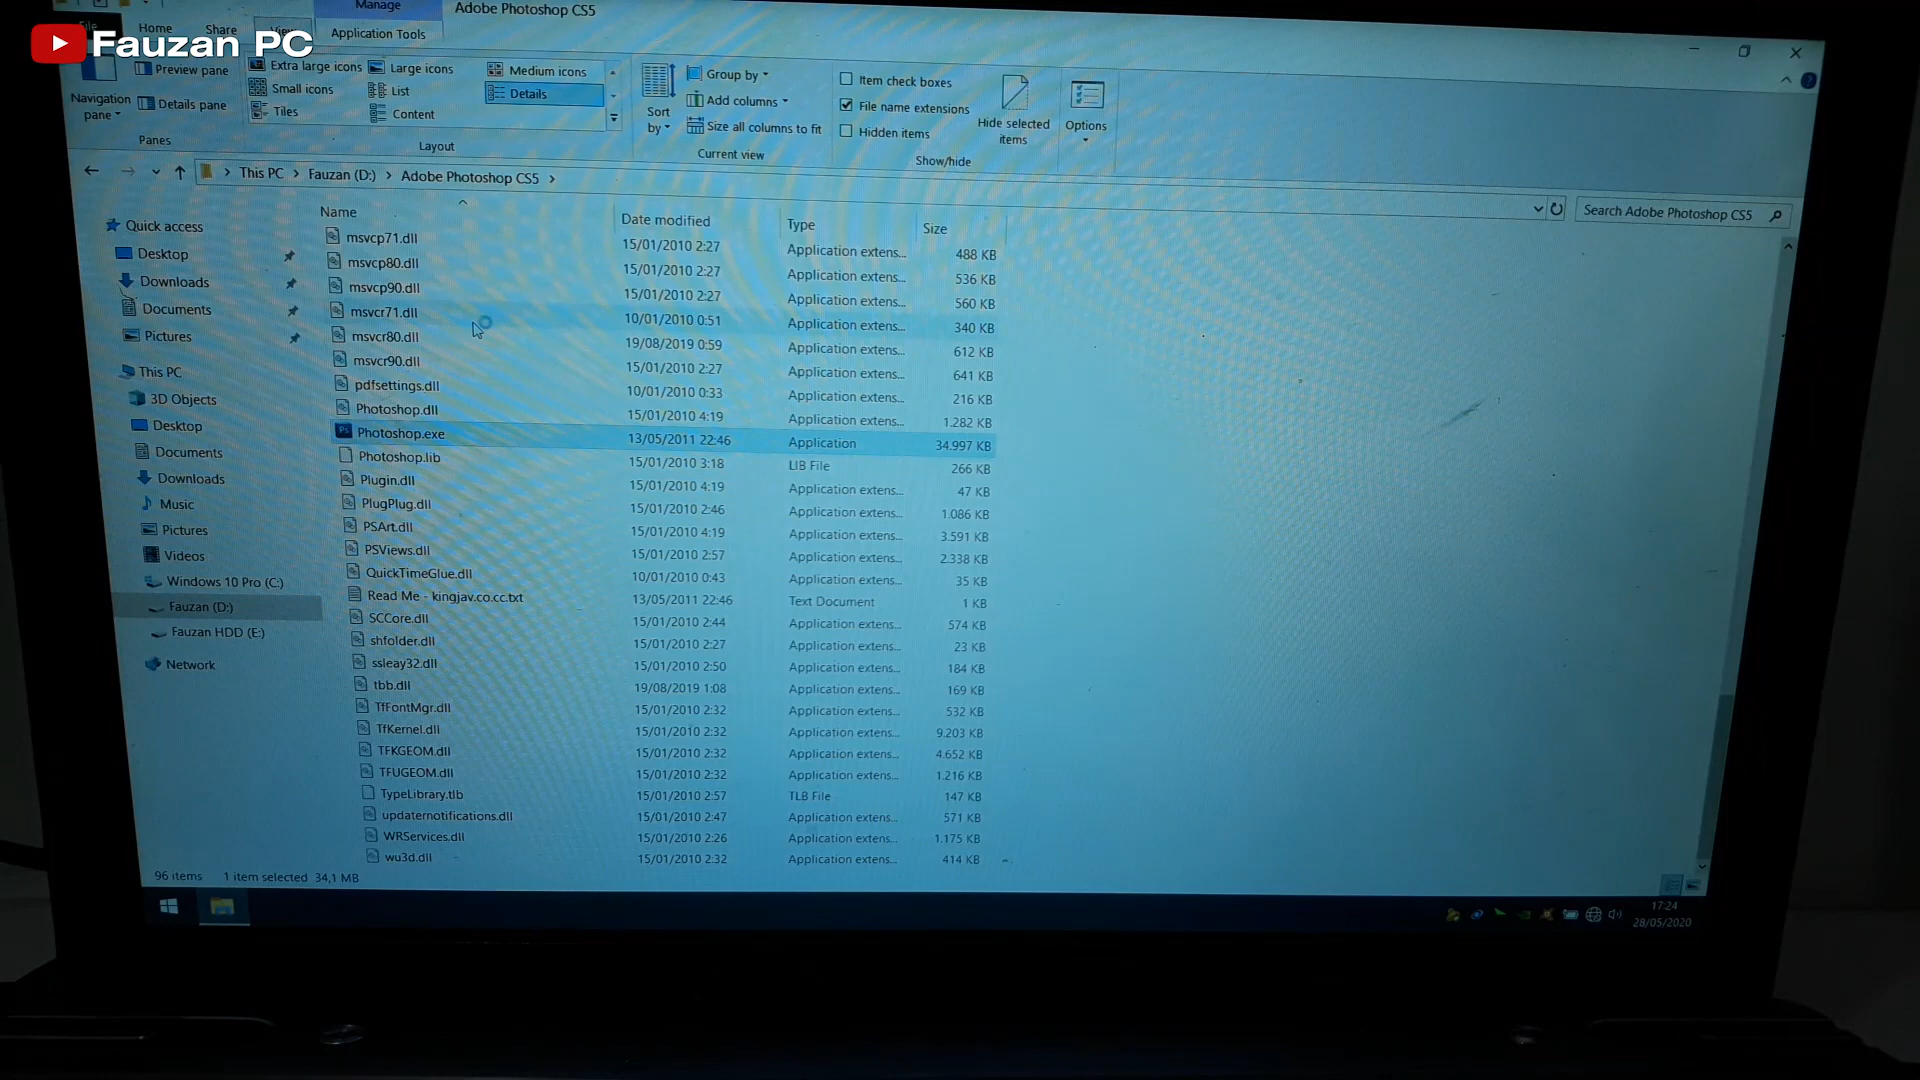 Manage
Adobe Photoshop CS5
File
Home
Share
View
Application Tools
Fauzan PC
Navigation pane
Preview pane
Details pane
Panes
Extra large icons
Large icons
Medium icons
Small icons
List
Details
Tiles
Content
Layout
Sort by
Group by
Add columns
Size all columns to fit
Current view
Item check boxes
File name extensions
Hidden items
Hide selected items
Show/hide
Options
This PC > Fauzan (D:) > Adobe Photoshop CS5 >
Search Adobe Photoshop CS5
Quick access
Desktop
Downloads
Documents
Pictures
This PC
3D Objects
Desktop
Documents
Downloads
Music
Pictures
Videos
Windows 10 Pro (C:)
Fauzan (D:)
Fauzan HDD (E:)
Network
Name Date modified Type Size
msvcp71.dll 15/01/2010 2:27 Application extens... 488 KB
msvcp80.dll 15/01/2010 2:27 Application extens... 536 KB
msvcp90.dll 15/01/2010 2:27 Application extens... 560 KB
msvcr71.dll 10/01/2010 0:51 Application extens... 340 KB
msvcr80.dll 19/08/2019 0:59 Application extens... 612 KB
msvcr90.dll 15/01/2010 2:27 Application extens... 641 KB
pdfsettings.dll 10/01/2010 0:33 Application extens... 216 KB
Photoshop.dll 15/01/2010 4:19 Application extens... 1.282 KB
Photoshop.exe 13/05/2011 22:46 Application 34.997 KB
Photoshop.lib 15/01/2010 3:18 LIB File 266 KB
Plugin.dll 15/01/2010 4:19 Application extens... 47 KB
PlugPlug.dll 15/01/2010 2:46 Application extens... 1.086 KB
PSArt.dll 15/01/2010 4:19 Application extens... 3.591 KB
PSViews.dll 15/01/2010 2:57 Application extens... 2.338 KB
QuickTimeGlue.dll 10/01/2010 0:43 Application extens... 35 KB
Read Me - kingjav.co.cc.txt 13/05/2011 22:46 Text Document 1 KB
SCCore.dll 15/01/2010 2:44 Application extens... 574 KB
shfolder.dll 15/01/2010 2:27 Application extens... 23 KB
ssleay32.dll 15/01/2010 2:50 Application extens... 184 KB
tbb.dll 19/08/2019 1:08 Application extens... 169 KB
TfFontMgr.dll 15/01/2010 2:32 Application extens... 532 KB
TfKernel.dll 15/01/2010 2:32 Application extens... 9.203 KB
TFKGEOM.dll 15/01/2010 2:32 Application extens... 4.652 KB
TFUGEOM.dll 15/01/2010 2:32 Application extens... 1.216 KB
TypeLibrary.tlb 15/01/2010 2:57 TLB File 147 KB
updaternotifications.dll 15/01/2010 2:47 Application extens... 571 KB
WRServices.dll 15/01/2010 2:26 Application extens... 1.175 KB
wu3d.dll 15/01/2010 2:32 Application extens... 414 KB
96 items 1 item selected 34,1 MB
17:24
28/05/2020